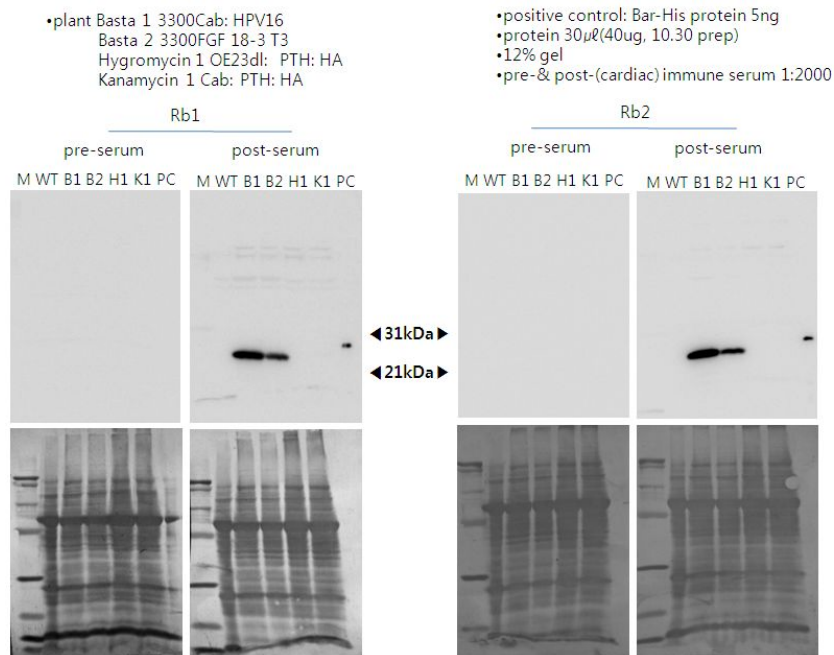 •plant Basta 1 3300Cab: HPV16
Basta 2 3300FGF 18-3 T3
Hygromycin 1 OE23dl: PTH: HA
Kanamycin 1 Cab: PTH: HA
•positive control: Bar-His protein 5ng
•protein 30㎕(40ug, 10.30 prep)
•12% gel
•pre-& post-(cardiac) immune serum 1:2000
Rb1
pre-serum post-serum
M WT B1 B2 H1 K1 PC M WT B1 B2 H1 K1 PC
Rb2
pre-serum post-serum
M WT B1 B2 H1 K1 PC M WT B1 B2 H1 K1 PC
◀31kDa▶
◀21kDa▶